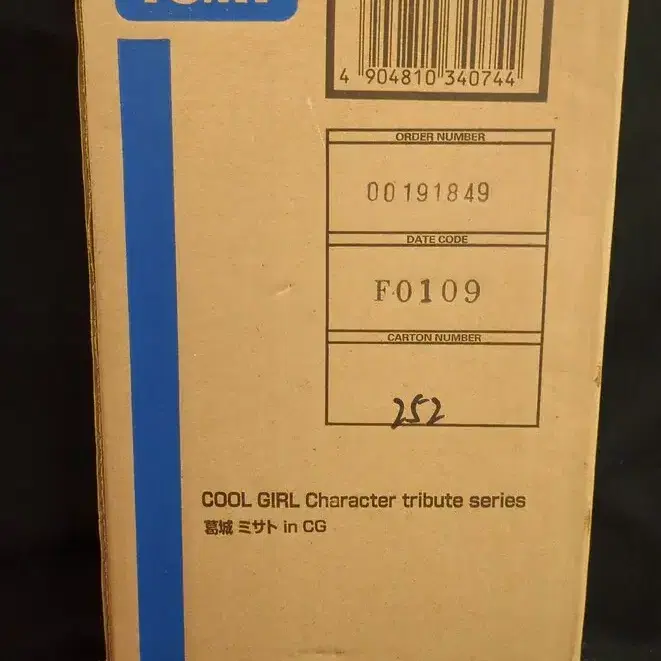 4 904810 340744
ORDER NUMBER
00191849
DATE CODE
F0109
CARTON NUMBER
252
COOL GIRL Character tribute series
葛城 ミサト in CG